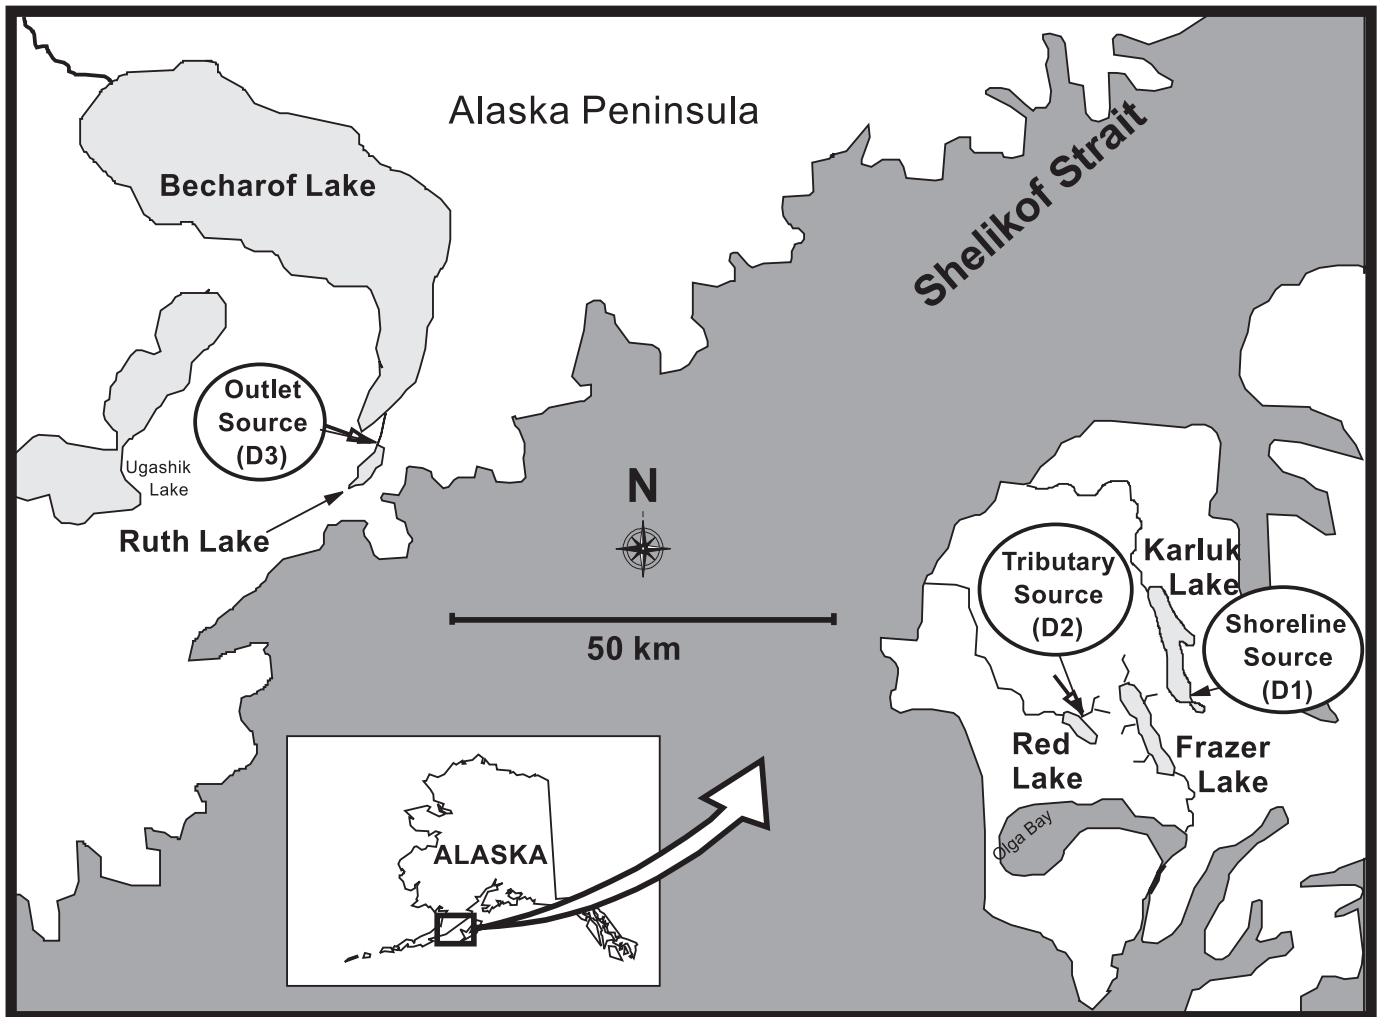 Alaska Peninsula
Shelikof Strait
Becharof Lake
Outlet
Source
(D3)
Ugashik
Lake
Ruth Lake
N
50 km
Tributary
Source
(D2)
Karluk
Lake
Shoreline
Source
(D1)
Red
Lake
Frazer
Lake
Olga Bay
ALASKA